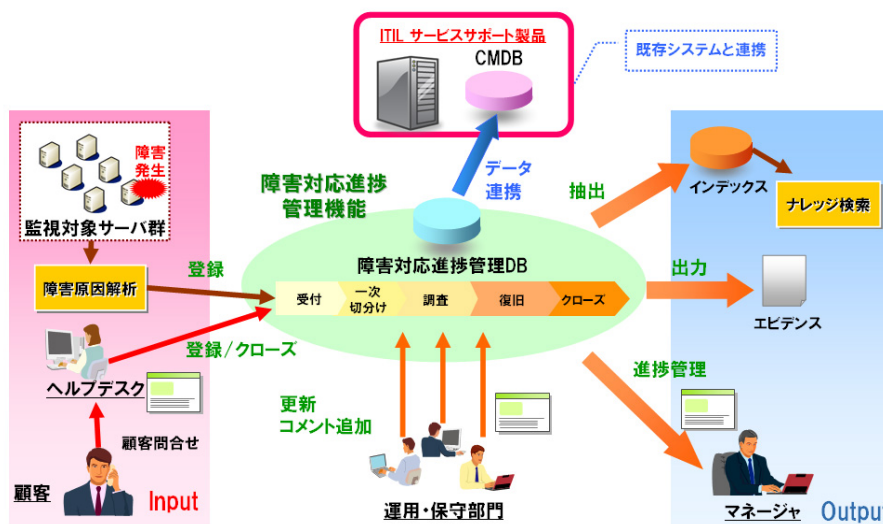 ITIL サービスサポート製品
CMDB
既存システムと連携
障害
発生
監視対象サーバ群
障害原因解析
登録
登録/クローズ
ヘルプデスク
顧客問合せ
顧客
Input
障害対応進捗
管理機能
データ
連携
障害対応進捗管理DB
受付
一次
切分け
調査
復旧
クローズ
更新
コメント追加
運用・保守部門
抽出
インデックス
ナレッジ検索
出力
エビデンス
進捗管理
マネージャ
Output